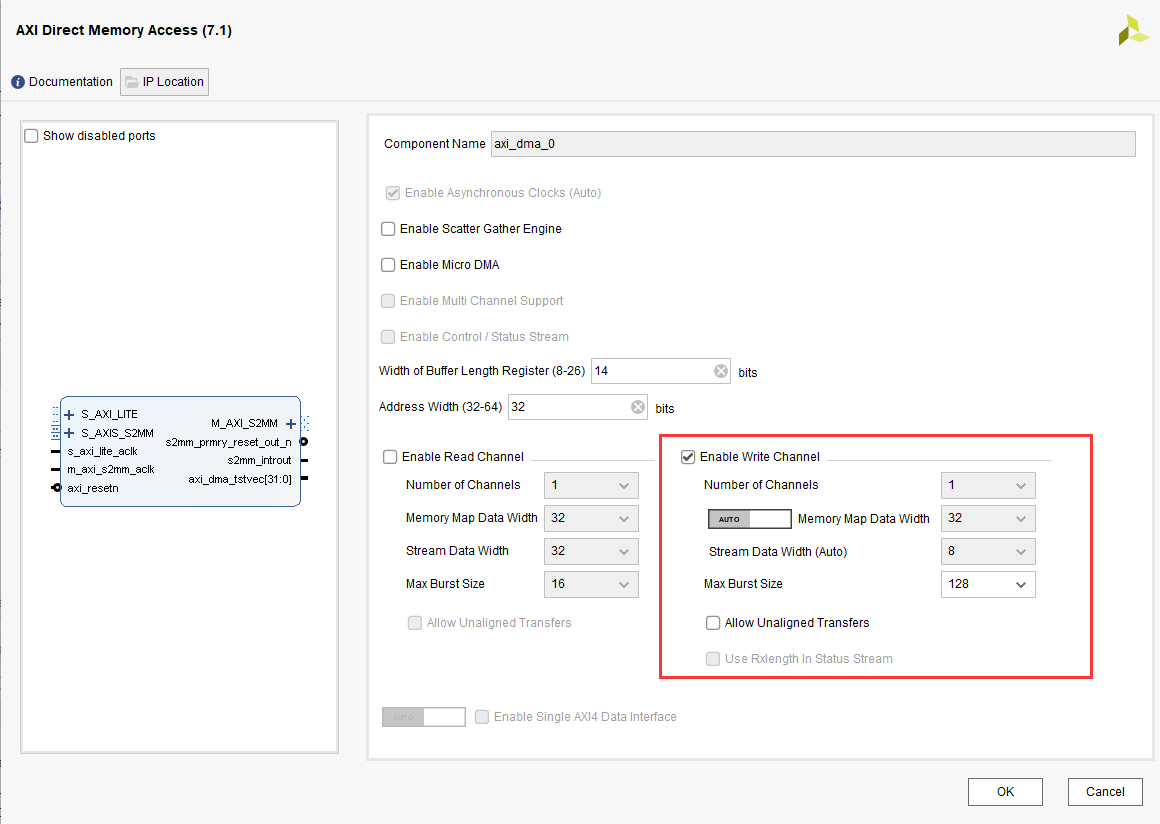 AXI Direct Memory Access (7.1)
Documentation
IP Location
Show disabled ports
S_AXI_LITE
S_AXIS_S2MM
s_axi_lite_aclk
m_axi_s2mm_aclk
axi_resetn
M_AXI_S2MM
s2mm_prmry_reset_out_n
s2mm_introut
axi_dma_tstvec[31:0]
Component Name axi_dma_0
Enable Asynchronous Clocks (Auto)
Enable Scatter Gather Engine
Enable Micro DMA
Enable Multi Channel Support
Enable Control / Status Stream
Width of Buffer Length Register (8-26) 14 bits
Address Width (32-64) 32 bits
Enable Read Channel
Number of Channels 1
Memory Map Data Width 32
Stream Data Width 32
Max Burst Size 16
Allow Unaligned Transfers
Enable Write Channel
Number of Channels 1
AUTO Memory Map Data Width 32
Stream Data Width (Auto) 8
Max Burst Size 128
Allow Unaligned Transfers
Use Rxlength In Status Stream
AUTO Enable Single AXI4 Data Interface
OK
Cancel